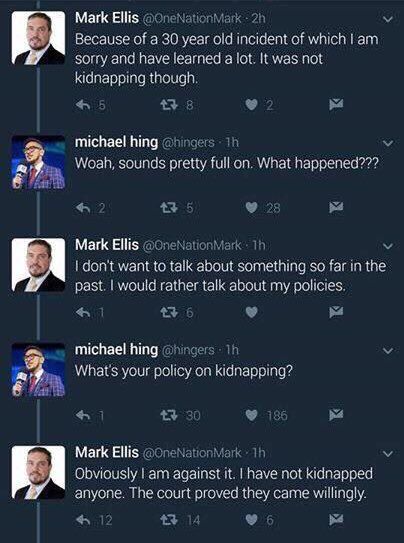 Mark Ellis @OneNationMark · 2h
Because of a 30 year old incident of which I am
sorry and have learned a lot. It was not
kidnapping though.
5 8 2
michael hing @hingers · 1h
Woah, sounds pretty full on. What happened???
2 5 28
Mark Ellis @OneNationMark · 1h
I don't want to talk about something so far in the
past. I would rather talk about my policies.
1 6
michael hing @hingers · 1h
What's your policy on kidnapping?
1 30 186
Mark Ellis @OneNationMark · 1h
Obviously I am against it. I have not kidnapped
anyone. The court proved they came willingly.
12 14 6